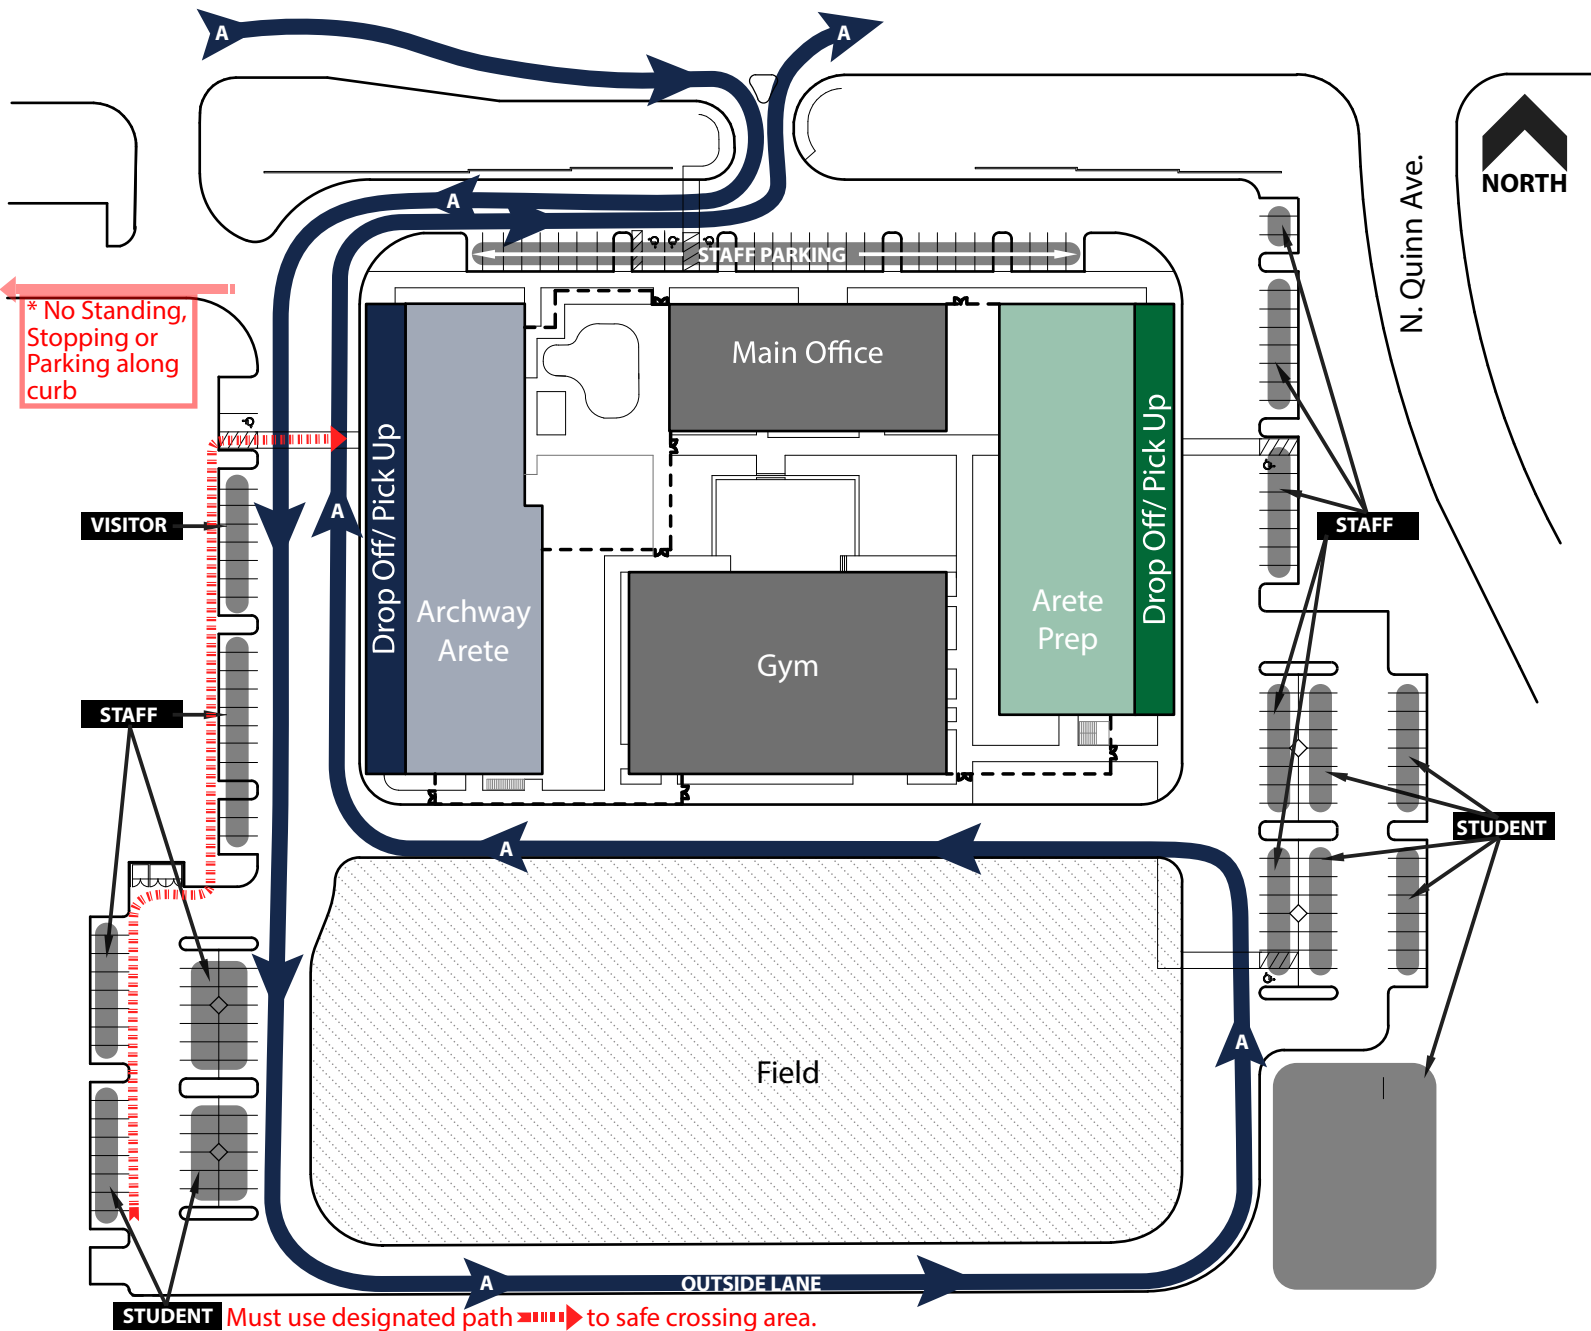 A
A
NORTH
N. Quinn Ave.
A
STAFF PARKING
* No Standing,
Stopping or
Parking along
curb
Main Office
Drop Off/ Pick Up
Drop Off/ Pick Up
A
VISITOR
STAFF
Archway
Arete
Arete
Prep
Gym
STAFF
STUDENT
A
A
Field
A
OUTSIDE LANE
STUDENT
Must use designated path to safe crossing area.